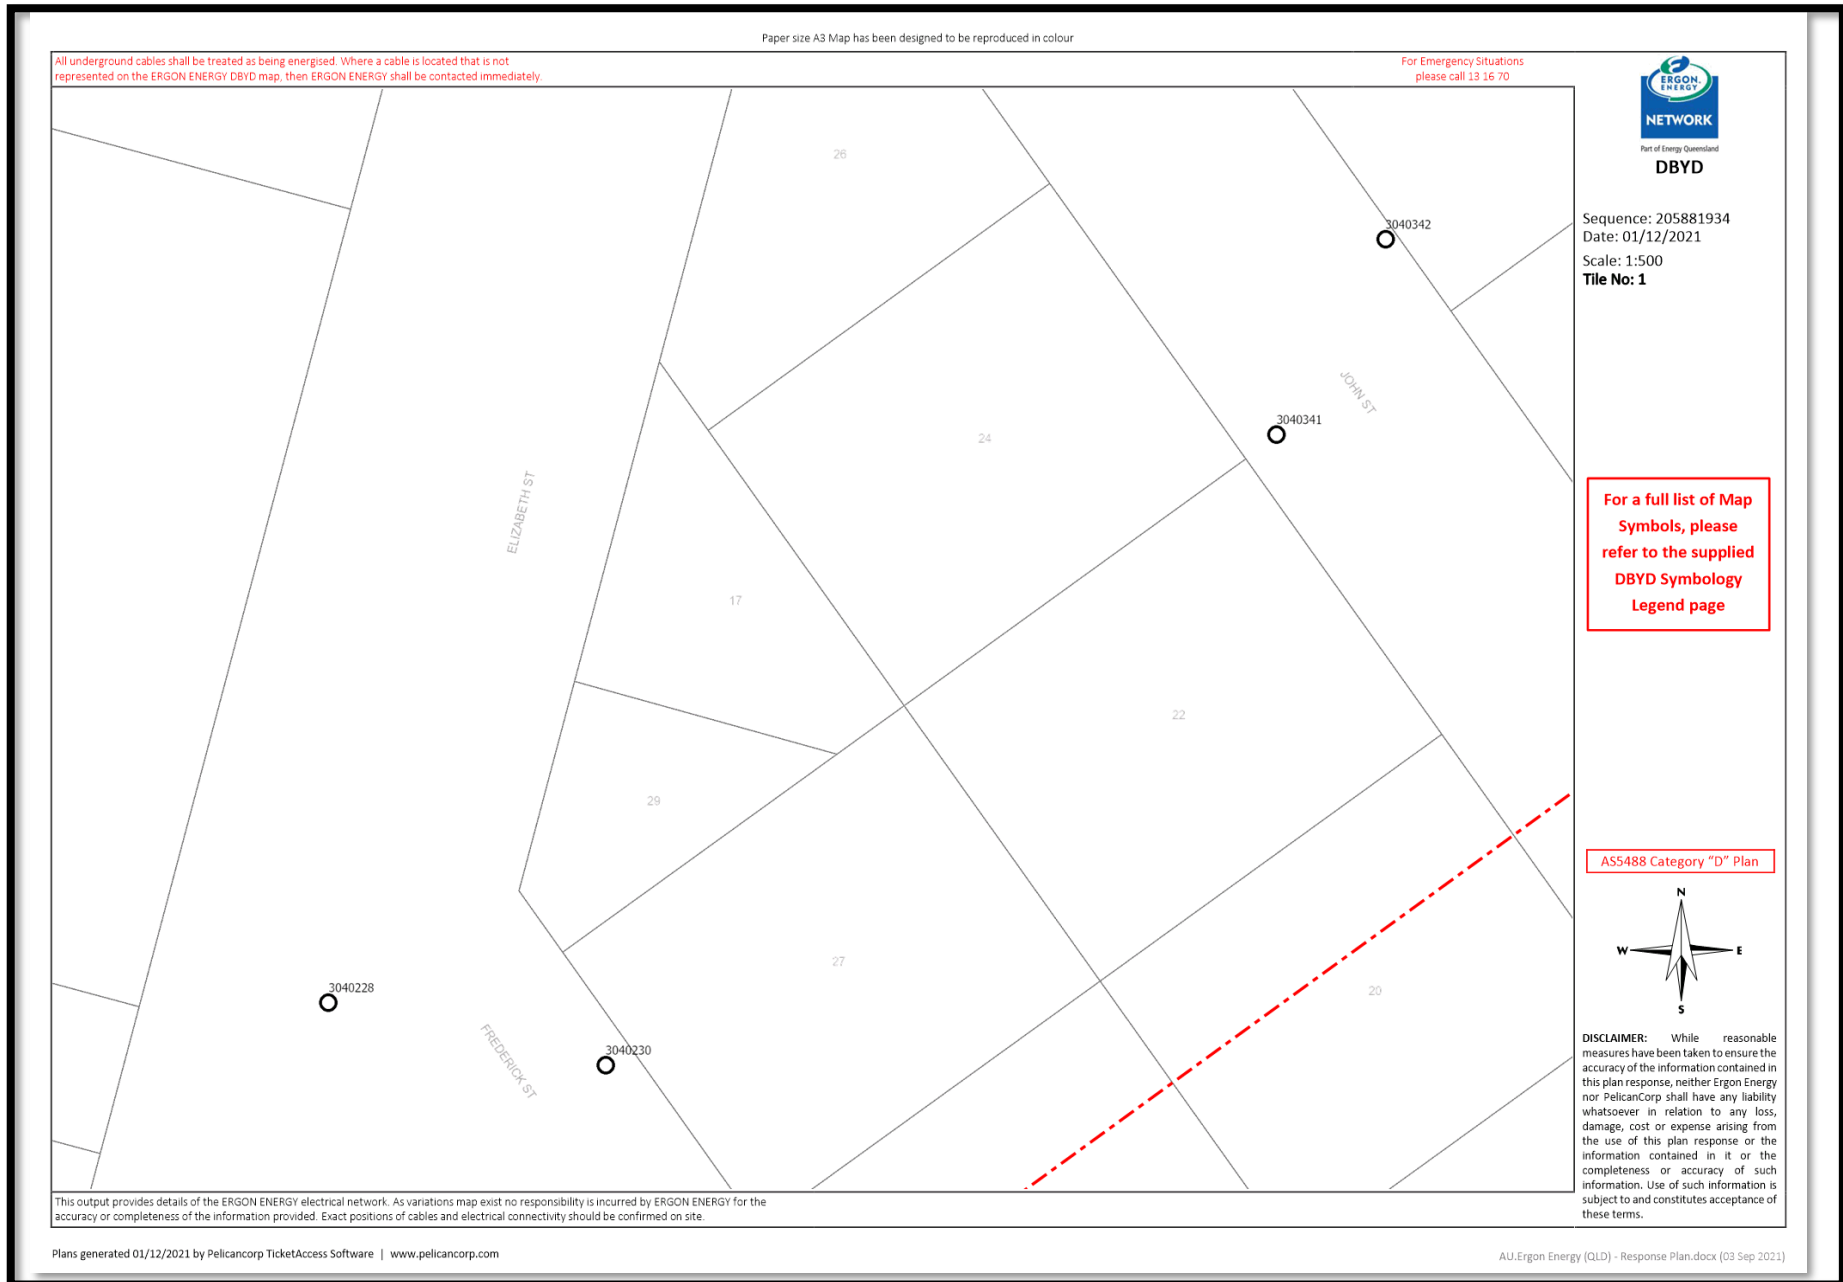 Paper size A3 Map has been designed to be reproduced in colour
All underground cables shall be treated as being energised. Where a cable is located that is not
represented on the ERGON ENERGY DBYD map, then ERGON ENERGY shall be contacted immediately.
For Emergency Situations
please call 13 16 70
ERGON.
ENERGY
NETWORK
Part of Energy Queensland
DBYD
Sequence: 205881934
Date: 01/12/2021
Scale: 1:500
Tile No: 1
26
3040342
JOHN ST
3040341
24
ELIZABETH ST
17
22
29
27
20
3040228
3040230
FREDERICK ST
For a full list of Map
Symbols, please
refer to the supplied
DBYD Symbology
Legend page
AS5488 Category “D” Plan
N
W
E
S
DISCLAIMER: While reasonable
measures have been taken to ensure the
accuracy of the information contained in
this plan response, neither Ergon Energy
nor PelicanCorp shall have any liability
whatsoever in relation to any loss,
damage, cost or expense arising from
the use of this plan response or the
information contained in it or the
completeness or accuracy of such
information. Use of such information is
subject to and constitutes acceptance of
these terms.
This output provides details of the ERGON ENERGY electrical network. As variations map exist no responsibility is incurred by ERGON ENERGY for the
accuracy or completeness of the information provided. Exact positions of cables and electrical connectivity should be confirmed on site.
Plans generated 01/12/2021 by Pelicancorp TicketAccess Software | www.pelicancorp.com
AU.Ergon Energy (QLD) - Response Plan.docx (03 Sep 2021)